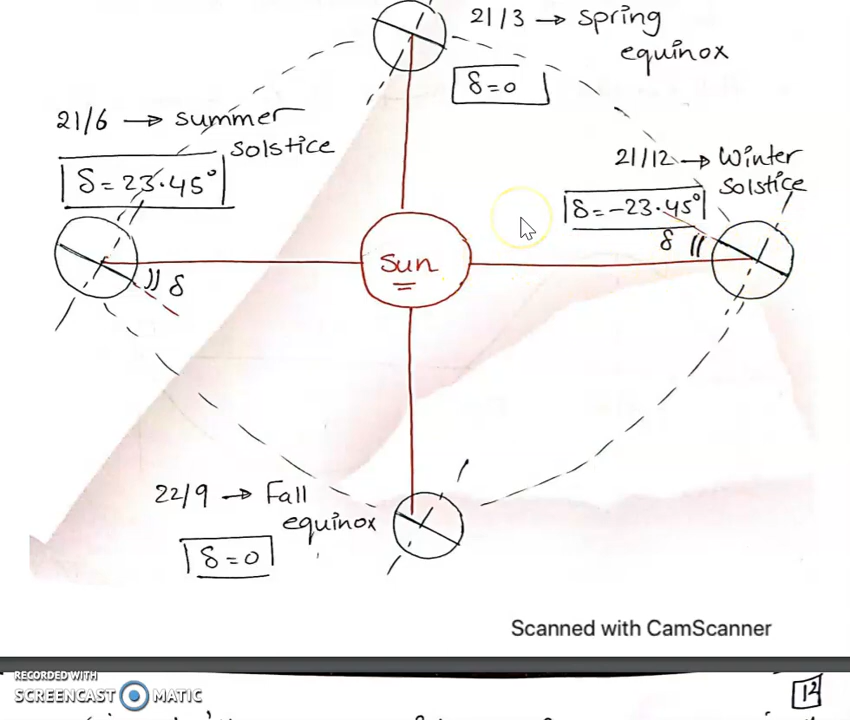 21/3 → Spring
equinox
δ=0
21/6 → summer
solstice
δ=23.45°
21/12 → Winter
solstice
δ=-23.45°
δ
δ
Sun
22/9 → Fall
equinox
δ=0
Scanned with CamScanner
RECORDED WITH
SCREENCAST MATIC
12